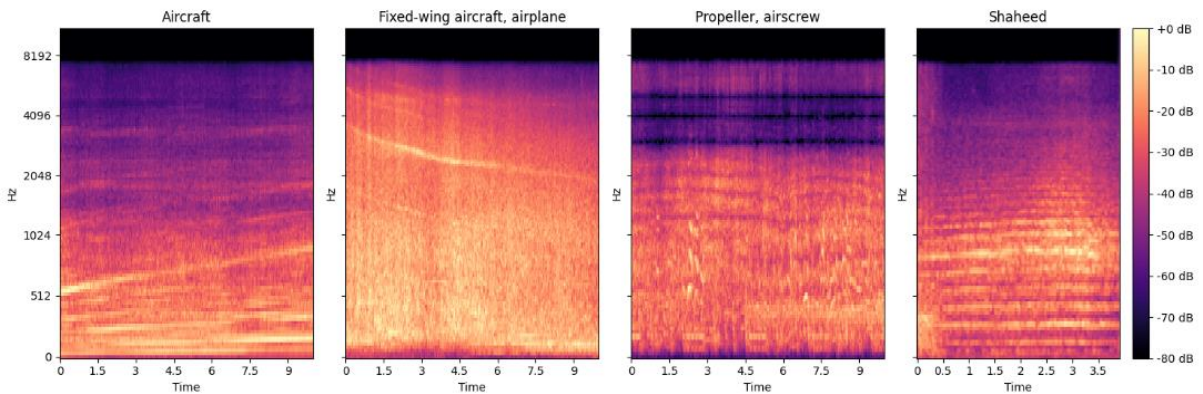 Aircraft
Fixed-wing aircraft, airplane
Propeller, airscrew
Shaheed
Hz
8192
4096
2048
1024
512
0
0 1.5 3 4.5 6 7.5 9
Time
Hz
0 1.5 3 4.5 6 7.5 9
Time
Hz
0 1.5 3 4.5 6 7.5 9
Time
Hz
0 0.5 1 1.5 2 2.5 3 3.5
Time
+0 dB
-10 dB
-20 dB
-30 dB
-40 dB
-50 dB
-60 dB
-70 dB
-80 dB